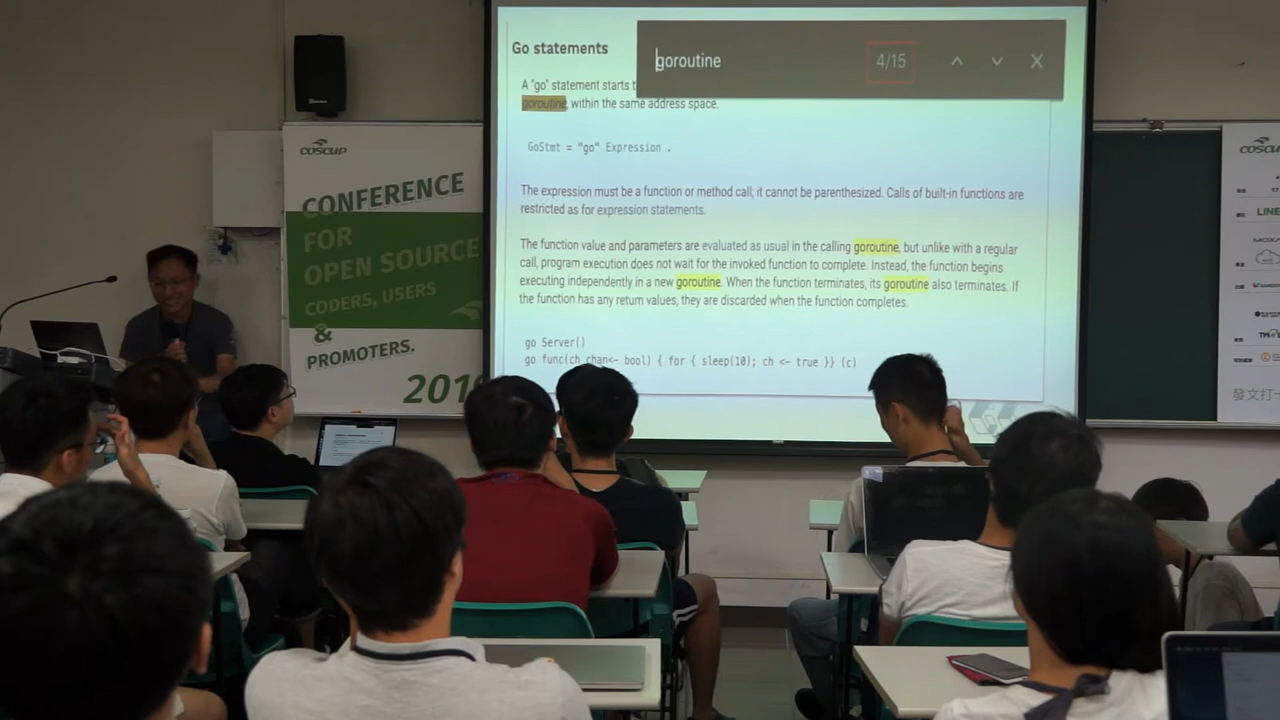 COSCUP
CONFERENCE
FOR
OPEN SOURCE
CODERS, USERS
&
PROMOTERS.
Go statements
goroutine
4/15
X
A "go" statement starts
goroutine, within the same address space.
GoStmt = "go" Expression .
The expression must be a function or method call; it cannot be parenthesized. Calls of built-in functions are
restricted as for expression statements.
The function value and parameters are evaluated as usual in the calling goroutine, but unlike with a regular
call, program execution does not wait for the invoked function to complete. Instead, the function begins
executing independently in a new goroutine. When the function terminates, its goroutine also terminates. If
the function has any return values, they are discarded when the function completes.
go Server()
go func(ch chan<- bool) { for { sleep(10); ch <- true }} (c)
LINE
發文打